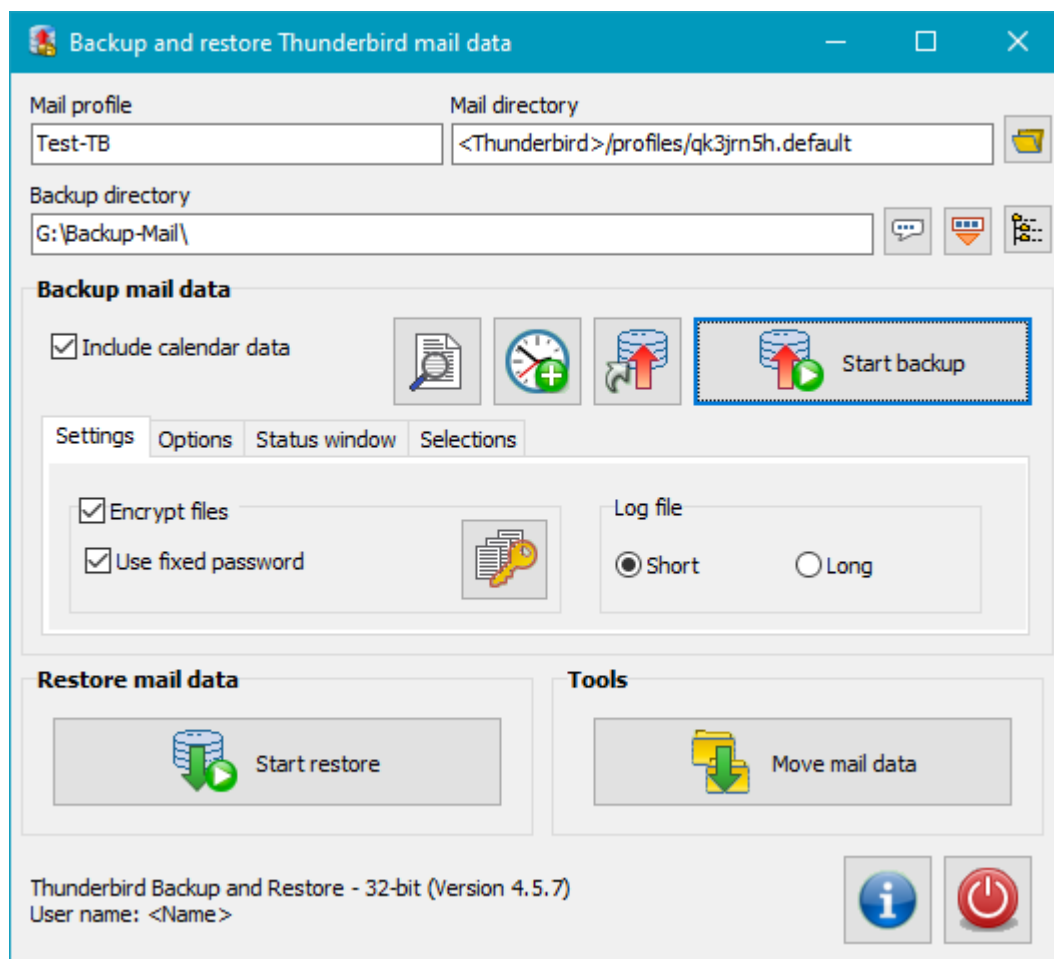 Backup and restore Thunderbird mail data
Mail profile
Mail directory
Test-TB
<Thunderbird>/profiles/qk3jrn5h.default
Backup directory
G:\Backup-Mail\
Backup mail data
Include calendar data
Start backup
Settings
Options
Status window
Selections
Encrypt files
Use fixed password
Log file
Short
Long
Restore mail data
Start restore
Tools
Move mail data
Thunderbird Backup and Restore - 32-bit (Version 4.5.7)
User name: <Name>